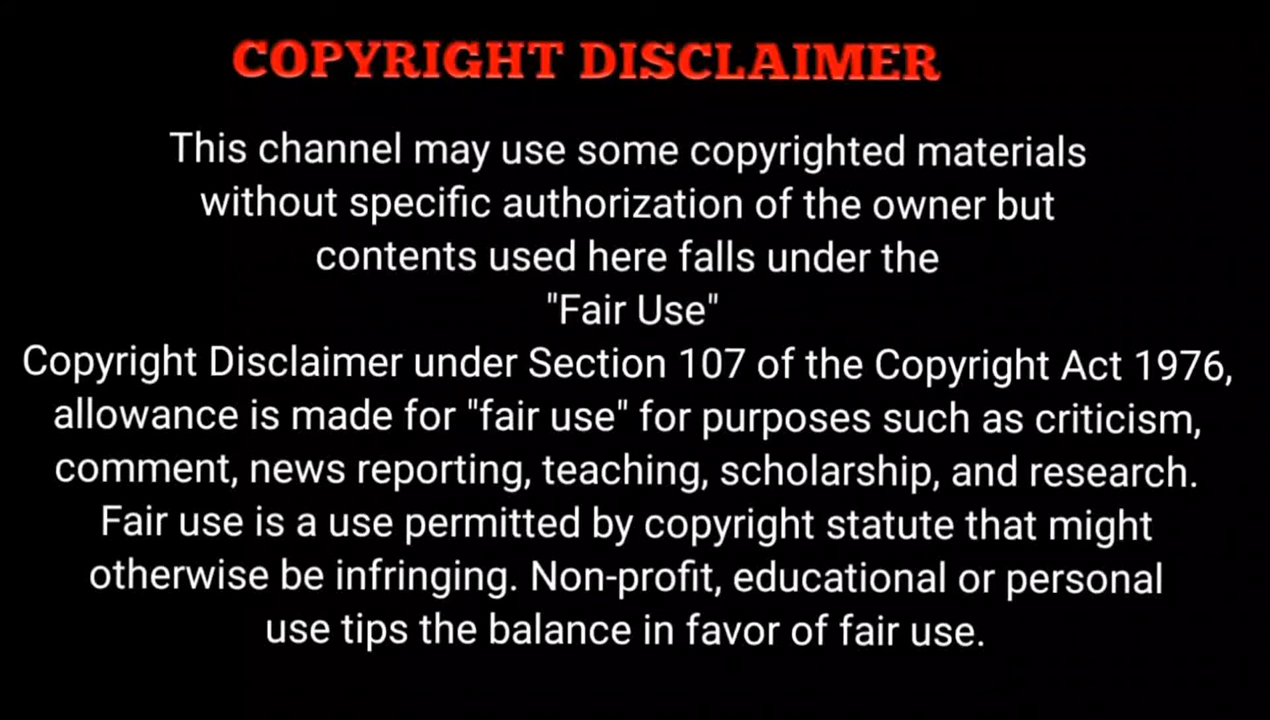 COPYRIGHT DISCLAIMER
This channel may use some copyrighted materials
without specific authorization of the owner but
contents used here falls under the
"Fair Use"
Copyright Disclaimer under Section 107 of the Copyright Act 1976,
allowance is made for "fair use" for purposes such as criticism,
comment, news reporting, teaching, scholarship, and research.
Fair use is a use permitted by copyright statute that might
otherwise be infringing. Non-profit, educational or personal
use tips the balance in favor of fair use.